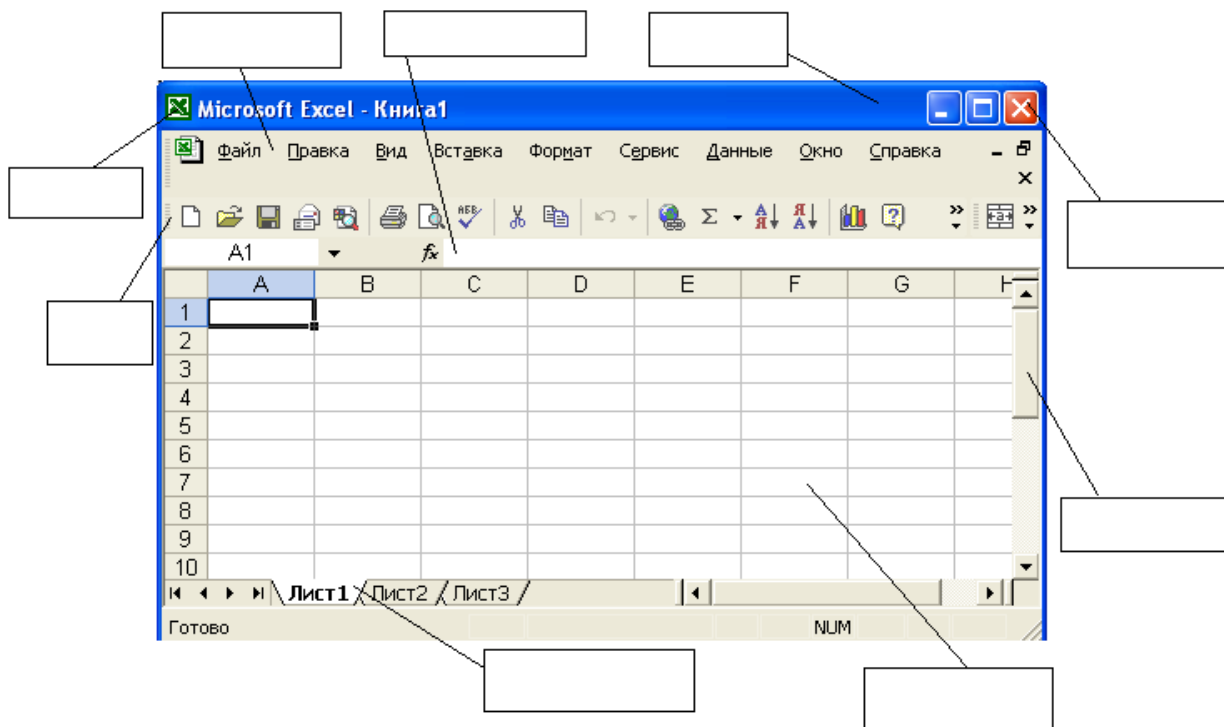 Microsoft Excel - Книга1
Файл Правка Вид Вставка Формат Сервис Данные Окно Справка
АБВ Σ А Я Я А ? a
A1 fx
A B C D E F G H
1
2
3
4
5
6
7
8
9
10
Лист1 Лист2 Лист3
Готово NUM